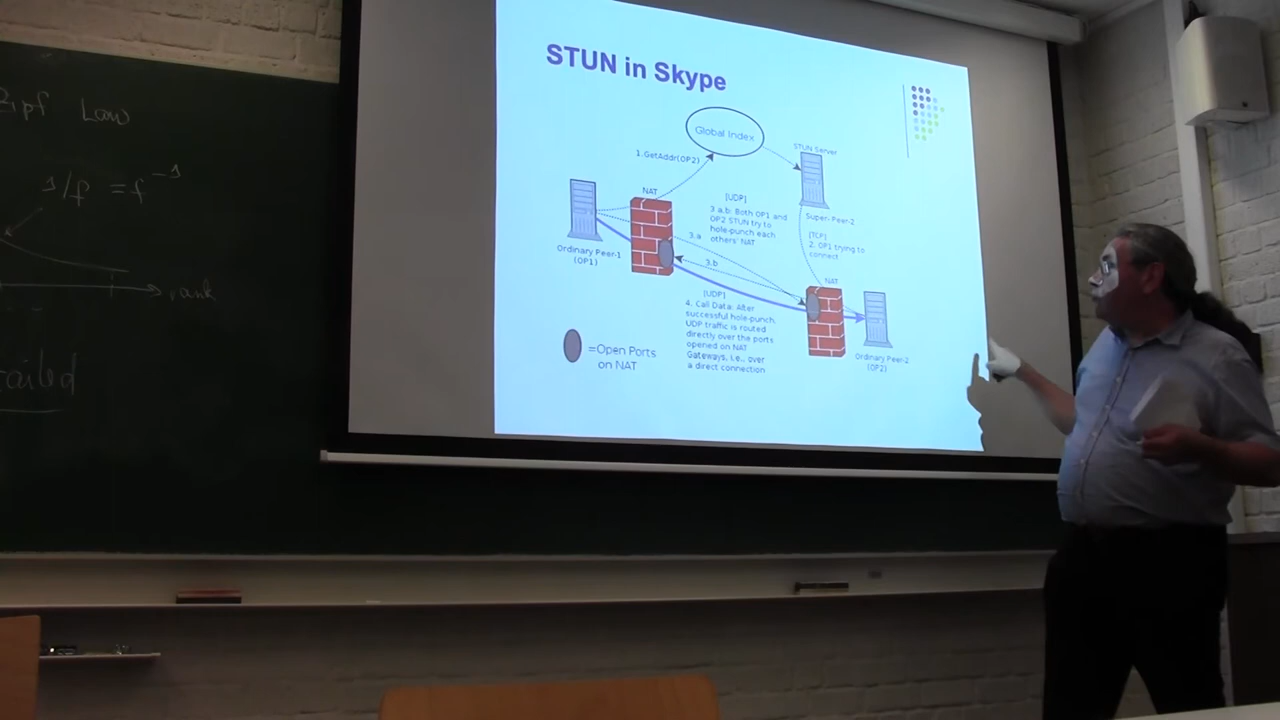 Zipf Law
1/f = f^-1
rank
STUN in Skype
Global Index
1.GetAddr(OP2)
STUN Server
NAT
[UDP]
3 a,b: Both OP1 and
OP2 STUN try to
hole-punch each
others' NAT
Super- Peer-2
[TCP]
2. OP1 trying to
connect
Ordinary Peer-1
(OP1)
3.a
3.b
NAT
[UDP]
4. Call Data: After
successful hole-punch,
UDP traffic is routed
directly over the ports
opened on NAT
Gateways, i.e., over
a direct connection
Ordinary Peer-2
(OP2)
=Open Ports
on NAT